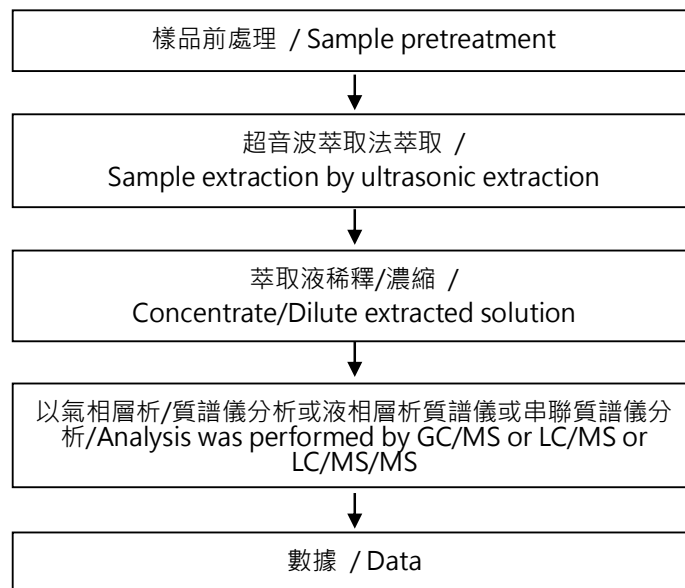 樣品前處理 / Sample pretreatment
超音波萃取法萃取 /
Sample extraction by ultrasonic extraction
萃取液稀釋/濃縮 /
Concentrate/Dilute extracted solution
以氣相層析/質譜儀分析或液相層析質譜儀或串聯質譜儀分
析/Analysis was performed by GC/MS or LC/MS or
LC/MS/MS
數據 / Data